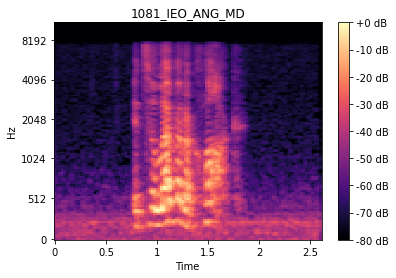 1081_IEO_ANG_MD
+0 dB
8192
-10 dB
-20 dB
4096
-30 dB
2048
-40 dB
Hz
1024
-50 dB
-60 dB
512
-70 dB
0
-80 dB
0 0.5 1 1.5 2 2.5
Time